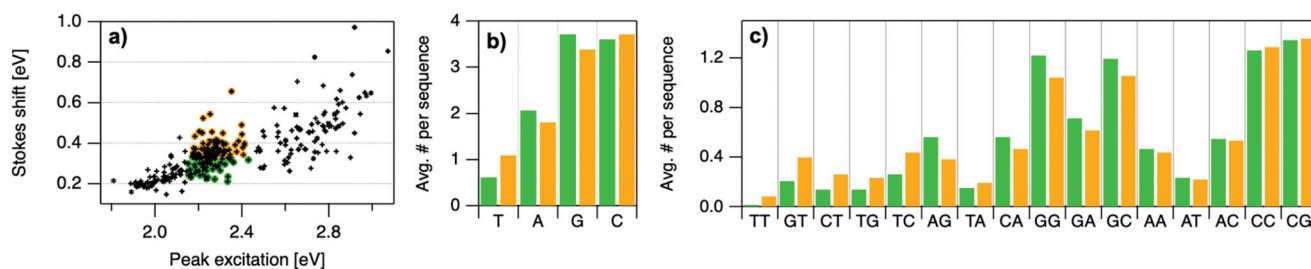 a)
Stokes shift [eV]
1.0
0.8
0.6
0.4
0.2
2.0 2.4 2.8
Peak excitation [eV]
b)
Avg. # per sequence
4
3
2
1
0
T A G C
c)
Avg. # per sequence
1.2
0.8
0.4
0.0
TT GT CT TG TC AG TA CA GG GA GC AA AT AC CC CG